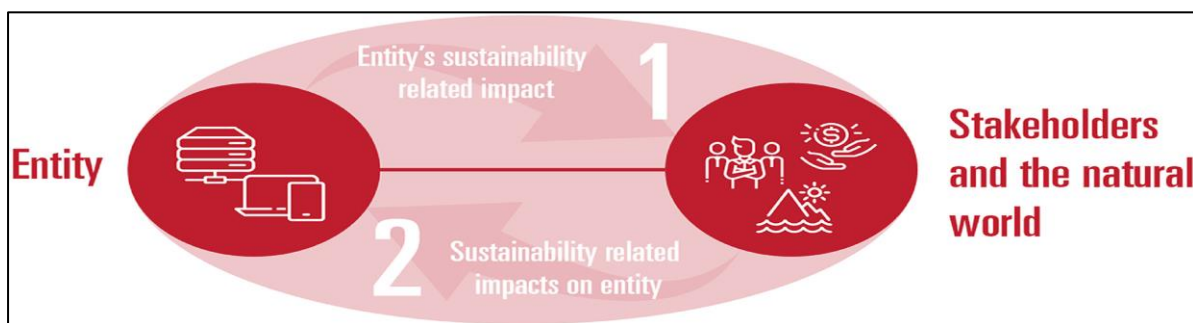 Entity's sustainability
related impact
1
Entity
Stakeholders
and the natural
world
2
Sustainability related
impacts on entity